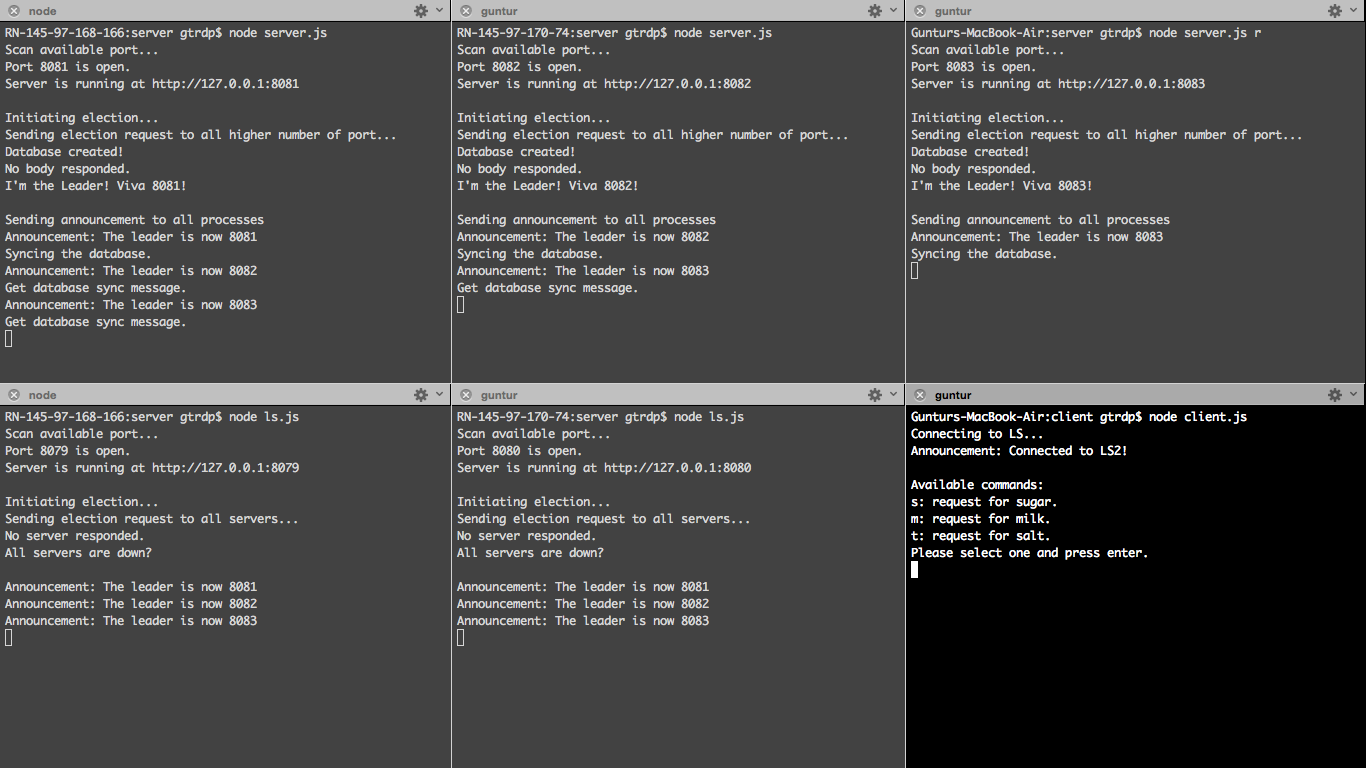 node
RN-145-97-168-166:server gtrdp$ node server.js
Scan available port...
Port 8081 is open.
Server is running at http://127.0.0.1:8081
Initiating election...
Sending election request to all higher number of port...
Database created!
No body responded.
I'm the Leader! Viva 8081!
Sending announcement to all processes
Announcement: The leader is now 8081
Syncing the database.
Announcement: The leader is now 8082
Get database sync message.
Announcement: The leader is now 8083
Get database sync message.
guntur
RN-145-97-170-74:server gtrdp$ node server.js
Scan available port...
Port 8082 is open.
Server is running at http://127.0.0.1:8082
Initiating election...
Sending election request to all higher number of port...
Database created!
No body responded.
I'm the Leader! Viva 8082!
Sending announcement to all processes
Announcement: The leader is now 8082
Syncing the database.
Announcement: The leader is now 8083
Get database sync message.
guntur
Gunturs-MacBook-Air:server gtrdp$ node server.js r
Scan available port...
Port 8083 is open.
Server is running at http://127.0.0.1:8083
Initiating election...
Sending election request to all higher number of port...
Database created!
No body responded.
I'm the Leader! Viva 8083!
Sending announcement to all processes
Announcement: The leader is now 8083
Syncing the database.
node
RN-145-97-168-166:server gtrdp$ node ls.js
Scan available port...
Port 8079 is open.
Server is running at http://127.0.0.1:8079
Initiating election...
Sending election request to all servers...
No server responded.
All servers are down?
Announcement: The leader is now 8081
Announcement: The leader is now 8082
Announcement: The leader is now 8083
guntur
RN-145-97-170-74:server gtrdp$ node ls.js
Scan available port...
Port 8080 is open.
Server is running at http://127.0.0.1:8080
Initiating election...
Sending election request to all servers...
No server responded.
All servers are down?
Announcement: The leader is now 8081
Announcement: The leader is now 8082
Announcement: The leader is now 8083
guntur
Gunturs-MacBook-Air:client gtrdp$ node client.js
Connecting to LS...
Announcement: Connected to LS2!
Available commands:
s: request for sugar.
m: request for milk.
t: request for salt.
Please select one and press enter.